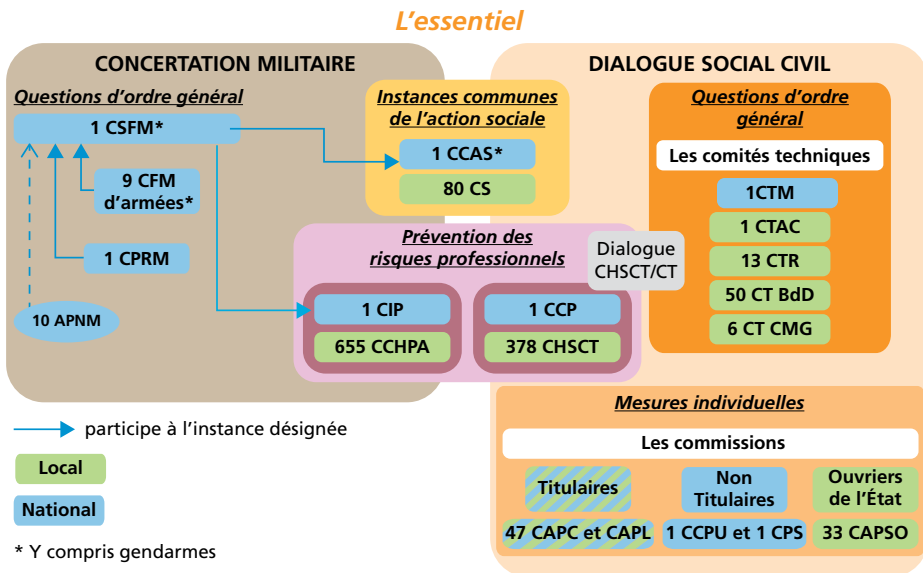 L'essentiel
CONCERTATION MILITAIRE
Questions d'ordre général
1 CSFM*
9 CFM
d'armées*
1 CPRM
10 APNM
Instances communes
de l'action sociale
1 CCAS*
80 CS
Prévention des
risques professionnels
1 CIP
655 CCHPA
1 CCP
378 CHSCT
Dialogue
CHSCT/CT
DIALOGUE SOCIAL CIVIL
Questions d'ordre
général
Les comités techniques
1CTM
1 CTAC
13 CTR
50 CT BdD
6 CT CMG
Mesures individuelles
Les commissions
Titulaires
Non
Titulaires
Ouvriers
de l'État
47 CAPC et CAPL
1 CCPU et 1 CPS
33 CAPSO
participe à l'instance désignée
Local
National
* Y compris gendarmes